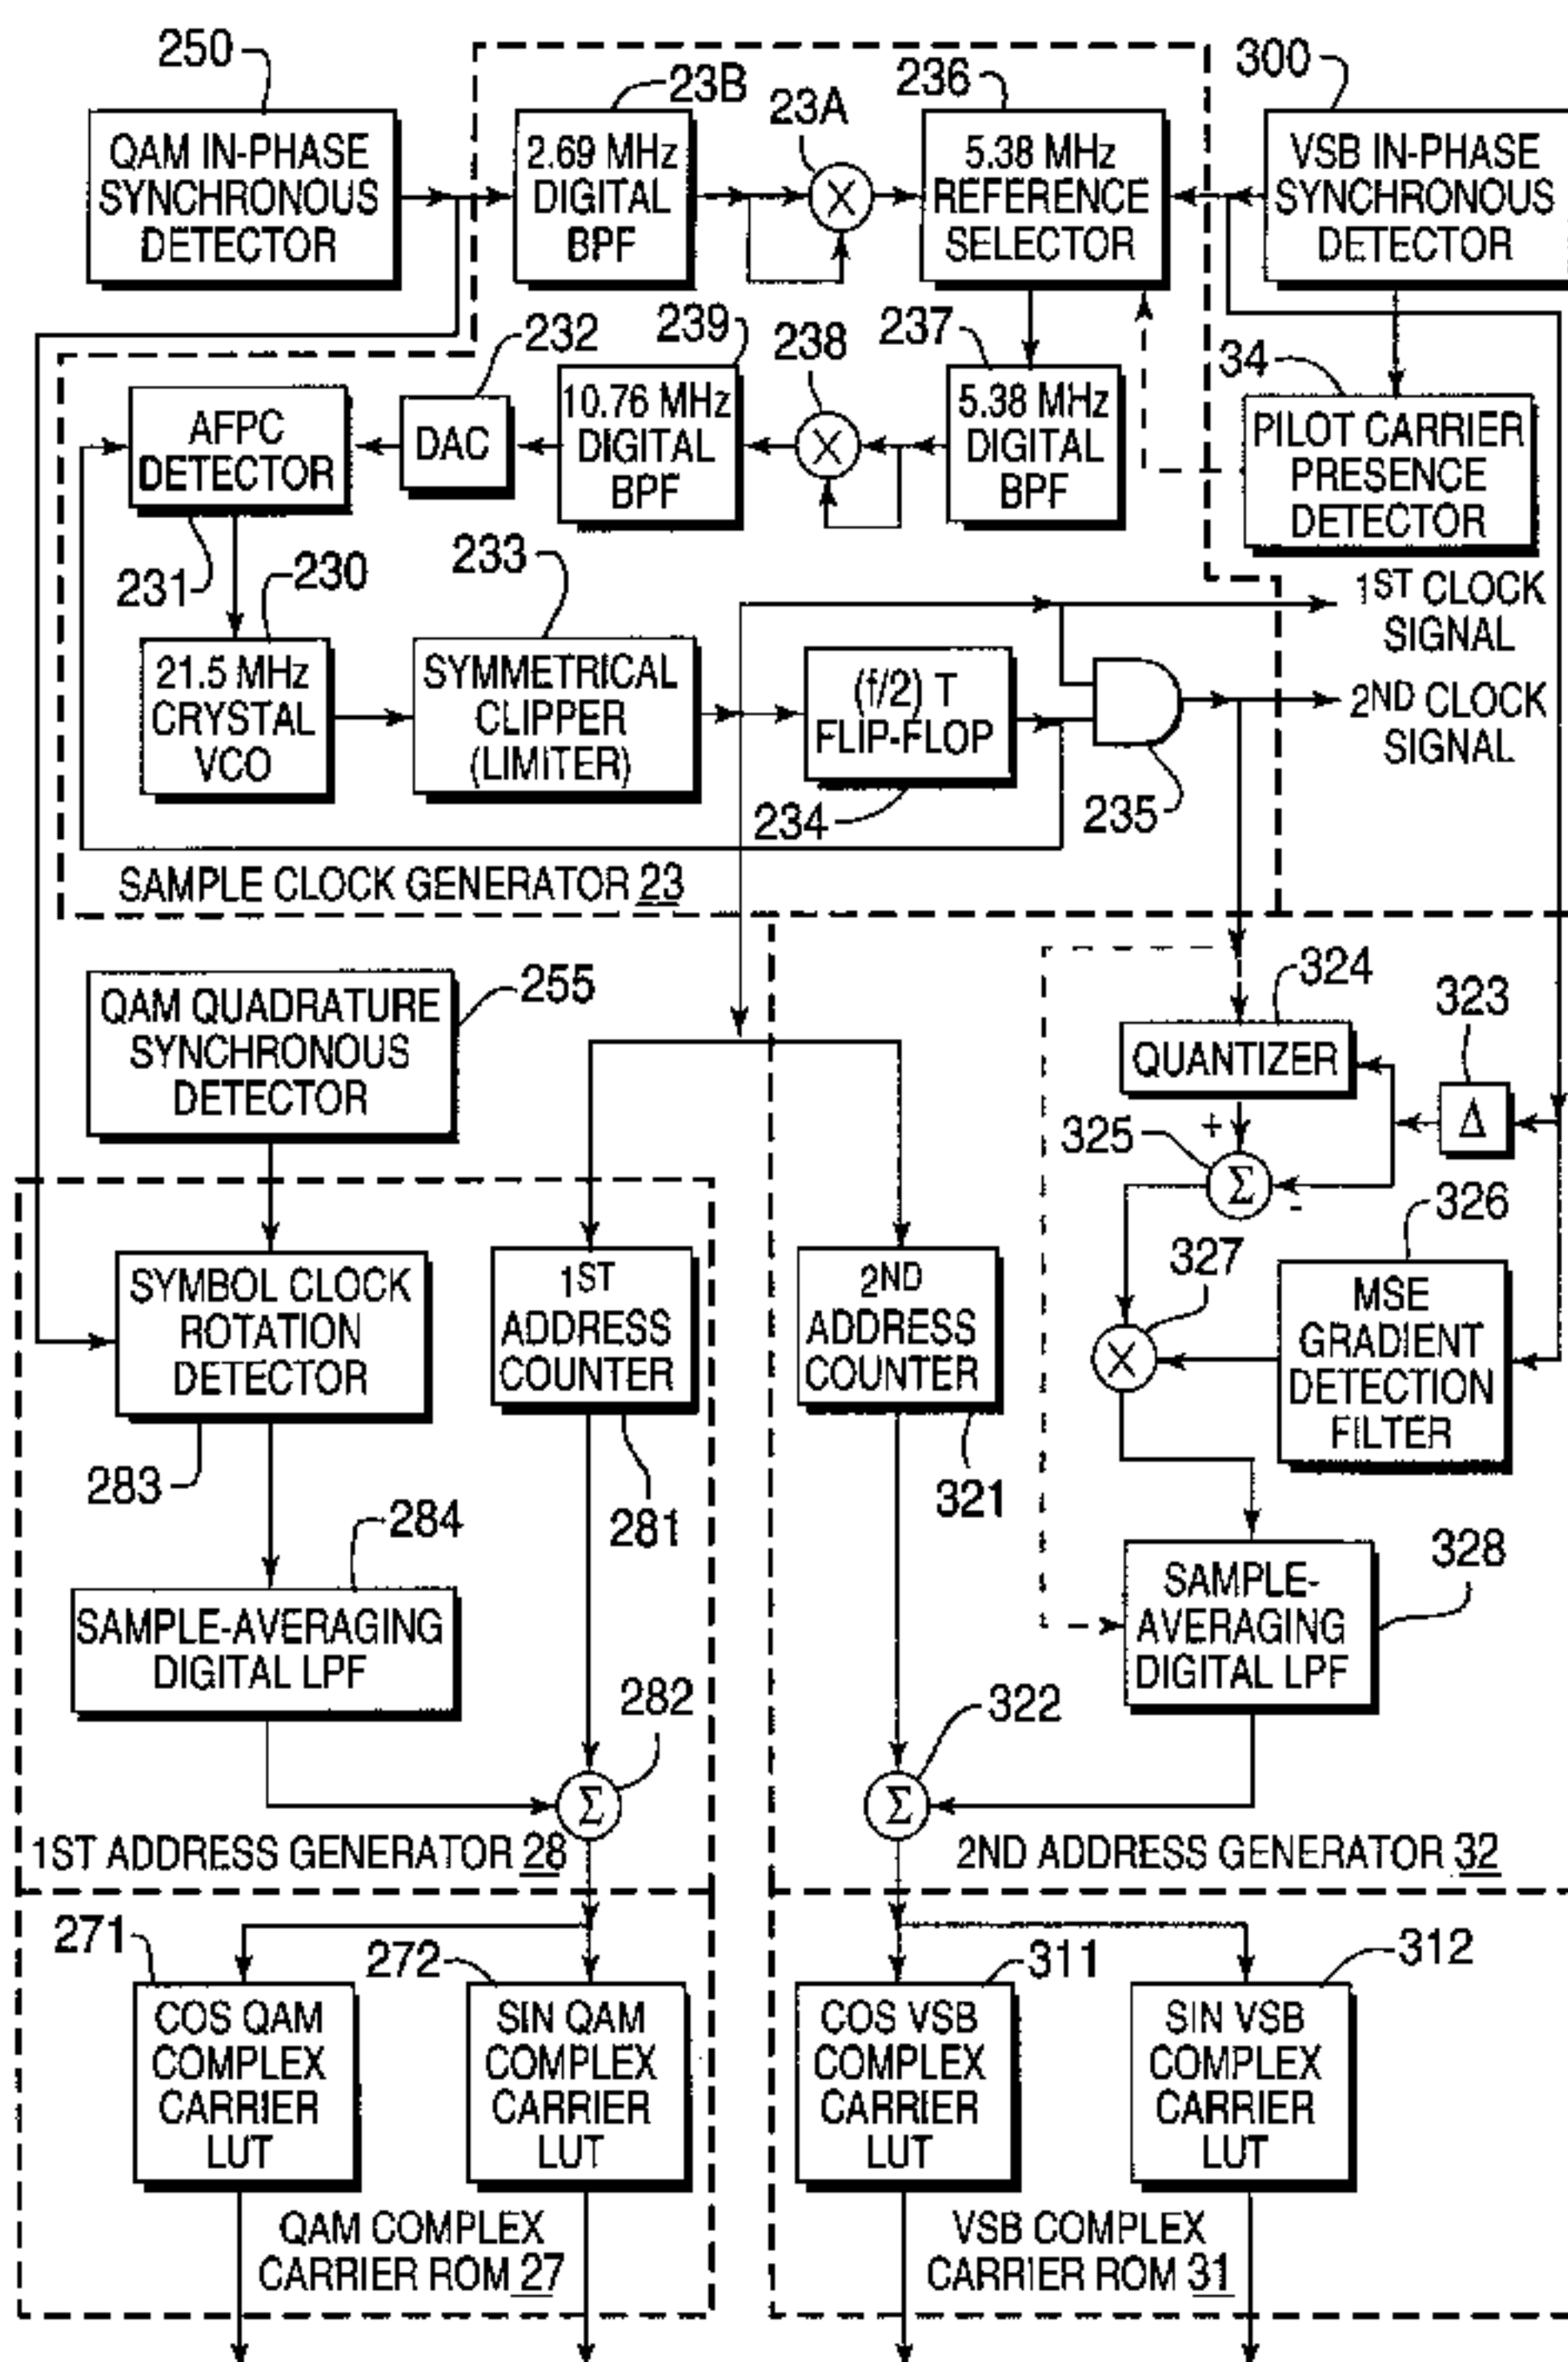 250
23B
23A
236
300
QAM IN-PHASE
SYNCHRONOUS
DETECTOR
2.69 MHz
DIGITAL
BPF
×
5.38 MHz
REFERENCE
SELECTOR
VSB IN-PHASE
SYNCHRONOUS
DETECTOR
232
239
238
237
34
AFPC
DETECTOR
DAC
10.76 MHz
DIGITAL
BPF
×
5.38 MHz
DIGITAL
BPF
PILOT CARRIER
PRESENCE
DETECTOR
231
230
233
1ST CLOCK
SIGNAL
21.5 MHz
CRYSTAL
VCO
SYMMETRICAL
CLIPPER
(LIMITER)
(f/2) T
FLIP-FLOP
2ND CLOCK
SIGNAL
234
235
SAMPLE CLOCK GENERATOR 23
QAM QUADRATURE
SYNCHRONOUS
DETECTOR
255
324
323
QUANTIZER
Δ
325
+
Σ
-
326
327
SYMBOL CLOCK
ROTATION
DETECTOR
1ST
ADDRESS
COUNTER
2ND
ADDRESS
COUNTER
×
MSE
GRADIENT
DETECTION
FILTER
283
281
321
284
328
SAMPLE-AVERAGING
DIGITAL LPF
SAMPLE-
AVERAGING
DIGITAL LPF
282
322
Σ
Σ
1ST ADDRESS GENERATOR 28
2ND ADDRESS GENERATOR 32
271
272
311
312
COS QAM
COMPLEX
CARRIER
LUT
SIN QAM
COMPLEX
CARRIER
LUT
COS VSB
COMPLEX
CARRIER
LUT
SIN VSB
COMPLEX
CARRIER
LUT
QAM COMPLEX
CARRIER ROM 27
VSB COMPLEX
CARRIER ROM 31